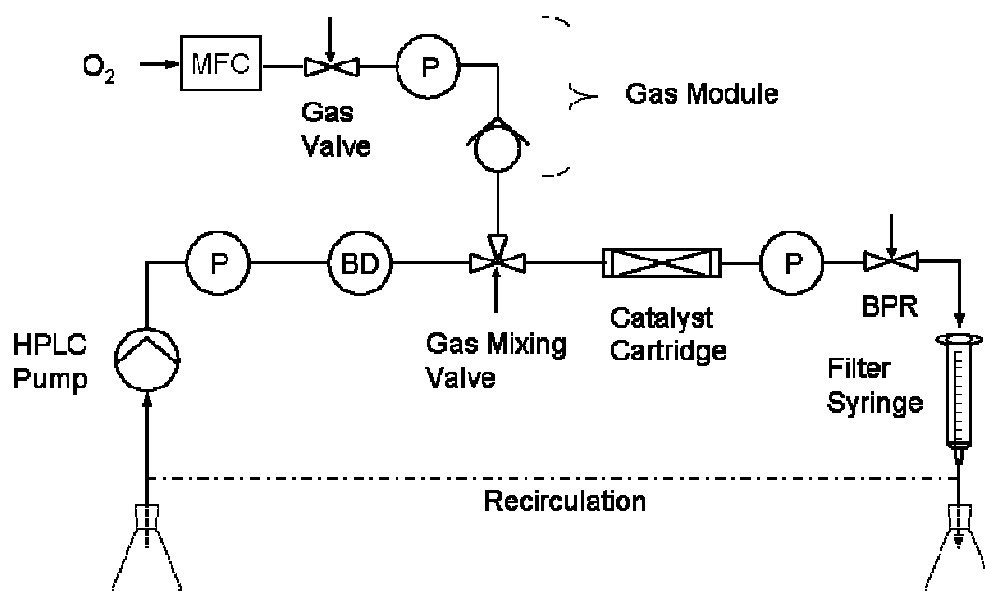 O₂
MFC
P
Gas
Valve
Gas Module
P
BD
P
BPR
HPLC
Pump
Gas Mixing
Valve
Catalyst
Cartridge
Filter
Syringe
Recirculation